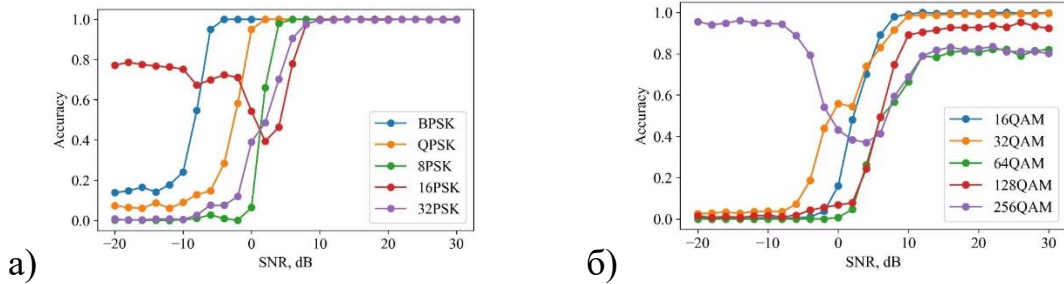 1.0
0.8
0.6
0.4
0.2
0.0
Accuracy
−20
−10
0
10
20
30
SNR, dB
BPSK
QPSK
8PSK
16PSK
32PSK
а)
1.0
0.8
0.6
0.4
0.2
0.0
Accuracy
−20
−10
0
10
20
30
SNR, dB
16QAM
32QAM
64QAM
128QAM
256QAM
б)